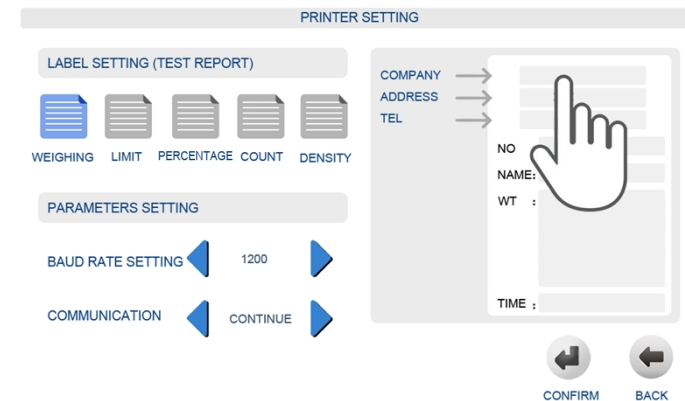 PRINTER SETTING
LABEL SETTING (TEST REPORT)
WEIGHING LIMIT PERCENTAGE COUNT DENSITY
PARAMETERS SETTING
BAUD RATE SETTING 1200
COMMUNICATION CONTINUE
COMPANY
ADDRESS
TEL
NO
NAME:
WT :
TIME :
CONFIRM BACK